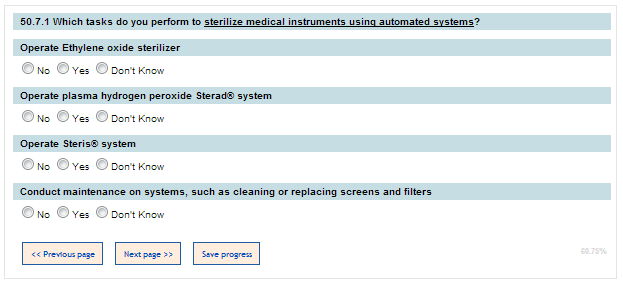 50.7.1 Which tasks do you perform to sterilize medical instruments using automated systems?
Operate Ethylene oxide sterilizer
No Yes Don't Know
Operate plasma hydrogen peroxide Sterad® system
No Yes Don't Know
Operate Steris® system
No Yes Don't Know
Conduct maintenance on systems, such as cleaning or replacing screens and filters
No Yes Don't Know
<< Previous page Next page >> Save progress 68.75%